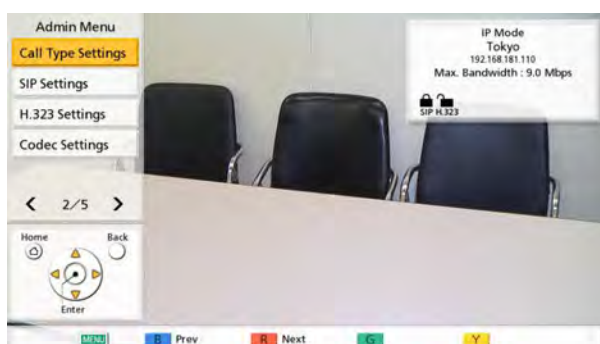 Admin Menu
Call Type Settings
SIP Settings
H.323 Settings
Codec Settings
2/5
Home
Back
Enter
IP Mode
Tokyo
192.168.181.110
Max. Bandwidth : 9.0 Mbps
SIP H.323
MENU
B Prev
R Next
G
Y